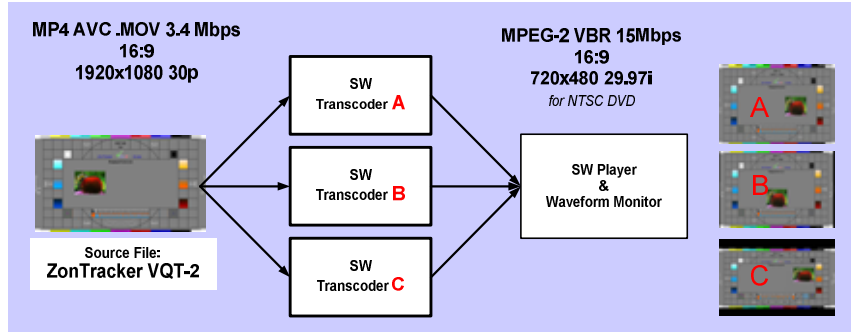 MP4 AVC .MOV 3.4 Mbps
16:9
1920x1080 30p
Source File:
ZonTracker VQT-2
SW
Transcoder A
SW
Transcoder B
SW
Transcoder C
MPEG-2 VBR 15Mbps
16:9
720x480 29.97i
for NTSC DVD
SW Player
&
Waveform Monitor
A
B
C